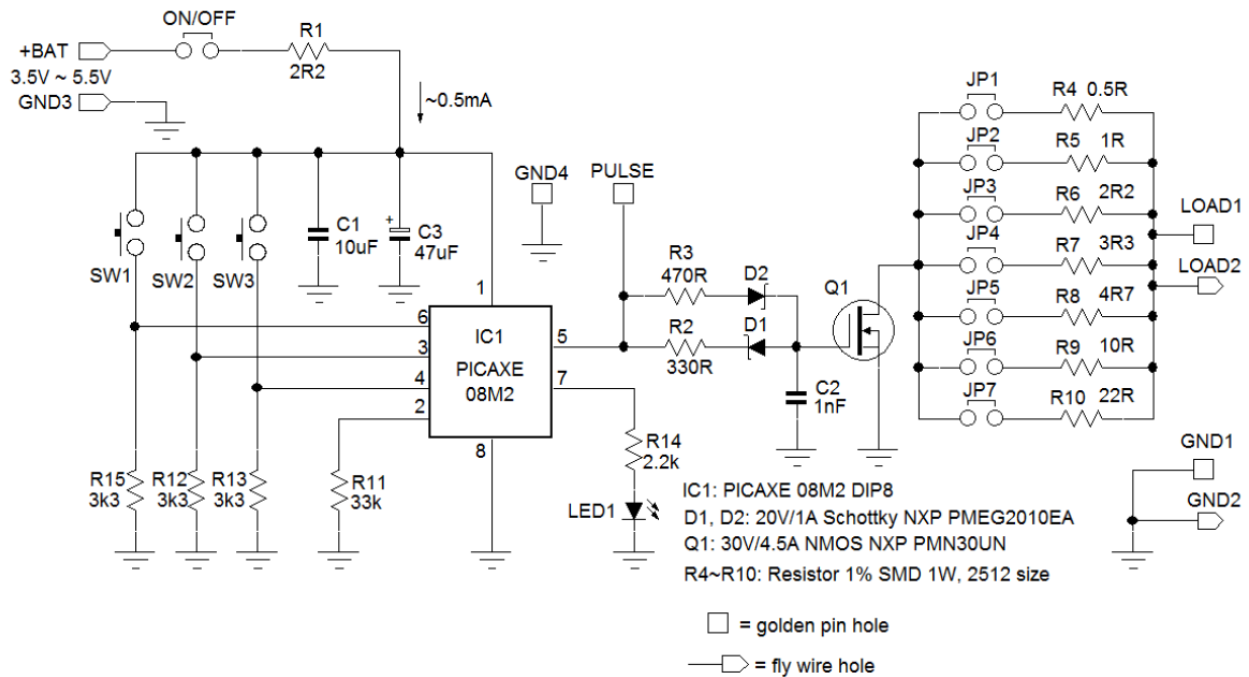 ON/OFF
R1
2R2
+BAT
3.5V ~ 5.5V
GND3
~0.5mA
JP1
R4 0.5R
JP2
R5 1R
JP3
R6 2R2
JP4
R7 3R3
JP5
R8 4R7
JP6
R9 10R
JP7
R10 22R
LOAD1
LOAD2
GND4
PULSE
SW1
SW2
SW3
C1
10uF
+
C3
47uF
R3
470R
D2
R2
330R
D1
Q1
C2
1nF
1
6
3
4
2
5
7
8
IC1
PICAXE
08M2
R15
3k3
R12
3k3
R13
3k3
R11
33k
R14
2.2k
LED1
GND1
GND2
IC1: PICAXE 08M2 DIP8
D1, D2: 20V/1A Schottky NXP PMEG2010EA
Q1: 30V/4.5A NMOS NXP PMN30UN
R4~R10: Resistor 1% SMD 1W, 2512 size
= golden pin hole
= fly wire hole